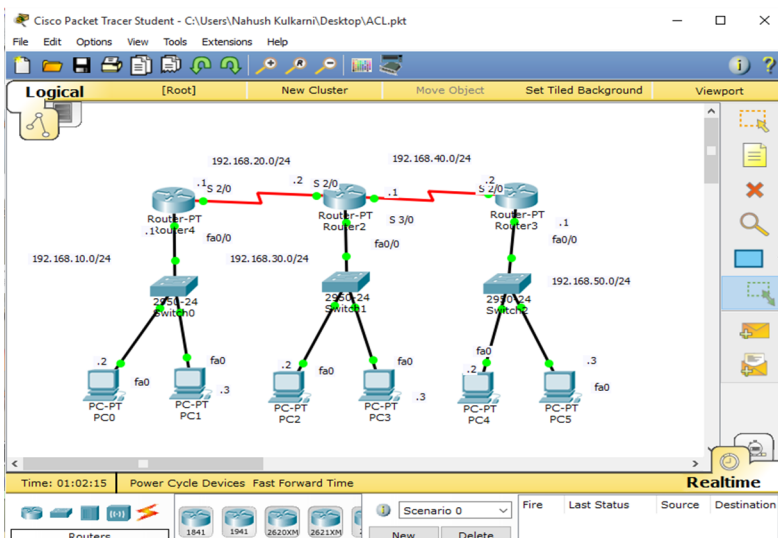 Cisco Packet Tracer Student - C:\Users\Nahush Kulkarni\Desktop\ACL.pkt
File Edit Options View Tools Extensions Help
Logical [Root] New Cluster Move Object Set Tiled Background Viewport
192.168.20.0/24 192.168.40.0/24
.1 S 2/0 .2 S 2/0 .1 .2 S 2/0
Router-PT Router-PT Router-PT
Router4 Router2 Router3
.1 S 3/0 .1
fa0/0 fa0/0 fa0/0
192.168.10.0/24 192.168.30.0/24 192.168.50.0/24
2950-24 2950-24 2950-24
Switch0 Switch1 Switch2
.2 fa0 fa0 .3 .2 fa0 fa0 .3 fa0 .2 .3 fa0
PC-PT PC-PT PC-PT PC-PT PC-PT PC-PT
PC0 PC1 PC2 PC3 PC4 PC5
Time: 01:02:15 Power Cycle Devices Fast Forward Time Realtime
Scenario 0 Fire Last Status Source Destination
Routers 1841 1941 2620XM 2621XM New Delete